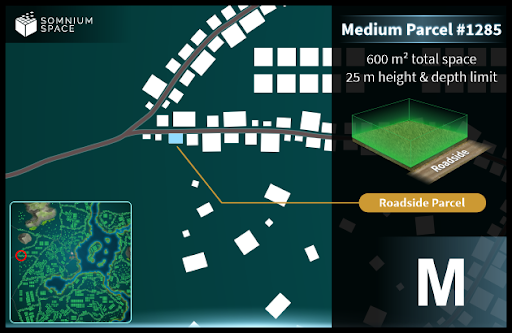 SOMNIUM
SPACE
Medium Parcel #1285
600 m² total space
25 m height & depth limit
Roadside
Roadside Parcel
M